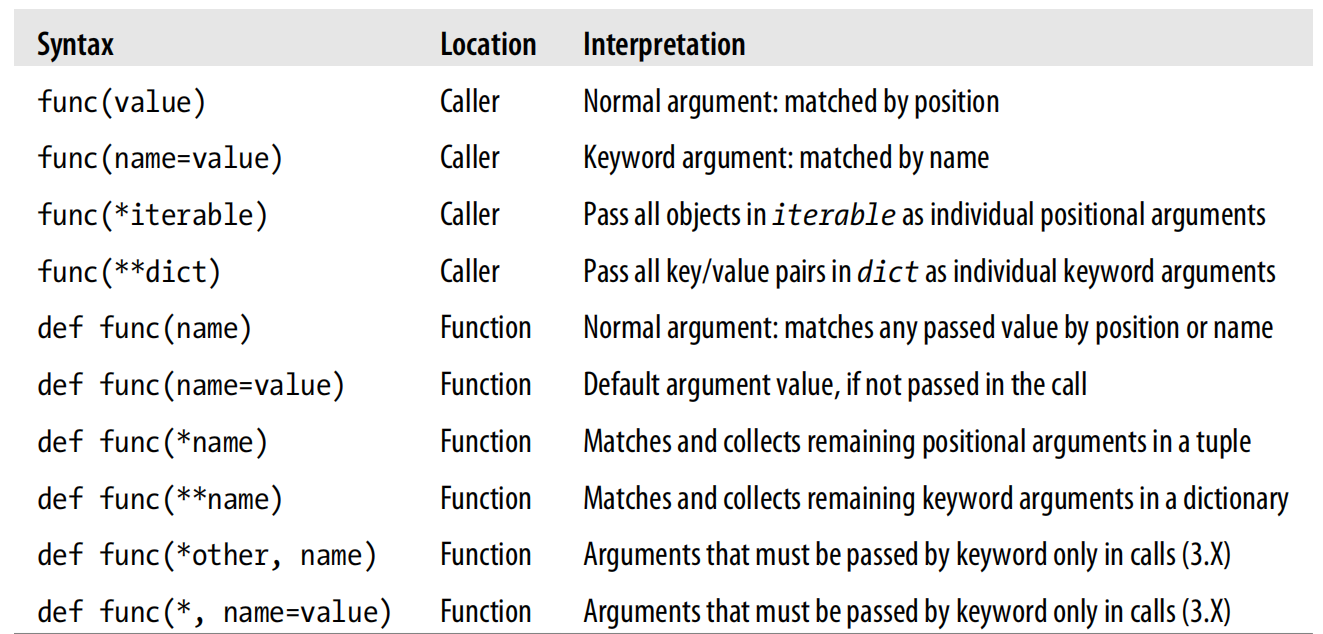 Syntax Location Interpretation
func(value) Caller Normal argument: matched by position
func(name=value) Caller Keyword argument: matched by name
func(*iterable) Caller Pass all objects in iterable as individual positional arguments
func(**dict) Caller Pass all key/value pairs in dict as individual keyword arguments
def func(name) Function Normal argument: matches any passed value by position or name
def func(name=value) Function Default argument value, if not passed in the call
def func(*name) Function Matches and collects remaining positional arguments in a tuple
def func(**name) Function Matches and collects remaining keyword arguments in a dictionary
def func(*other, name) Function Arguments that must be passed by keyword only in calls (3.X)
def func(*, name=value) Function Arguments that must be passed by keyword only in calls (3.X)